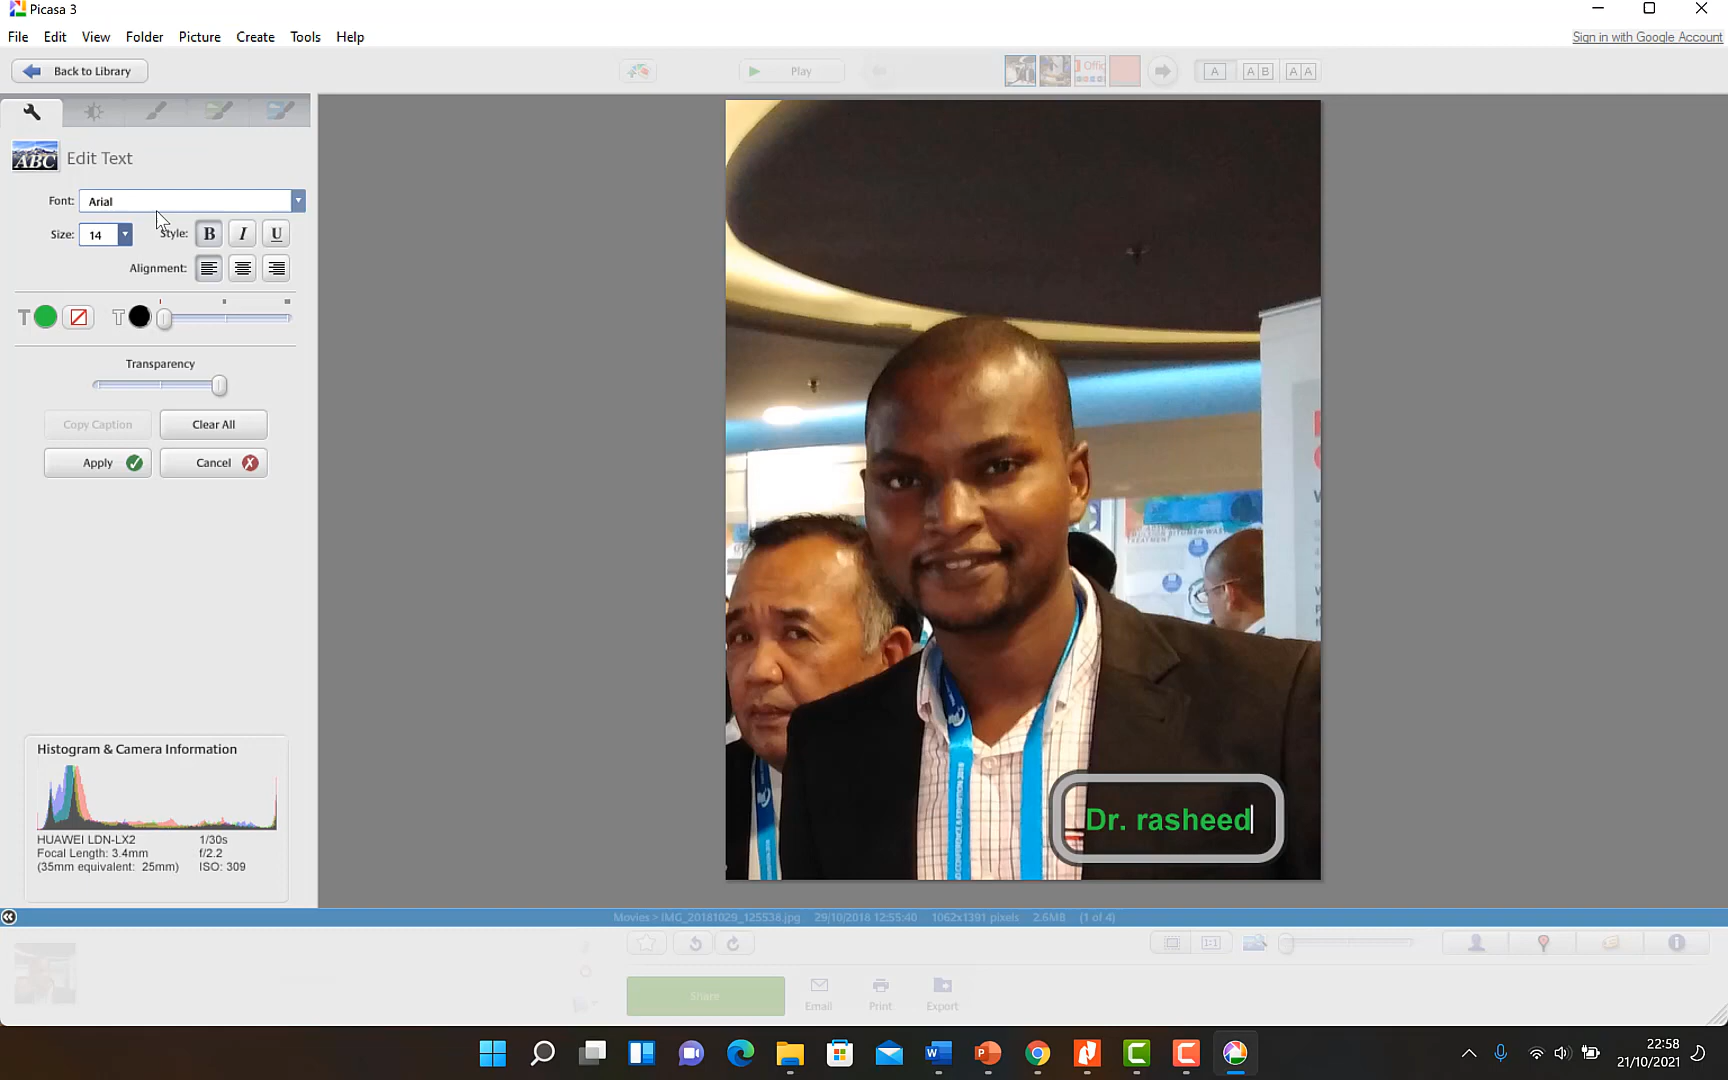 Picasa 3
File Edit View Folder Picture Create Tools Help
Sign in with Google Account
Back to Library
Play
A A B A A
ABC Edit Text
Font: Arial
Size: 14 Style: B I U
Alignment:
T T
Transparency
Copy Caption Clear All
Apply Cancel
Dr. rasheed
Histogram & Camera Information
HUAWEI LDN-LX2 1/30s
Focal Length: 3.4mm f/2.2
(35mm equivalent: 25mm) ISO: 309
Movies > IMG_20181029_125538.jpg 29/10/2018 12:55:40 1062x1391 pixels 2.6MB (1 of 4)
1:1
Share
Email Print Export
22:58
21/10/2021